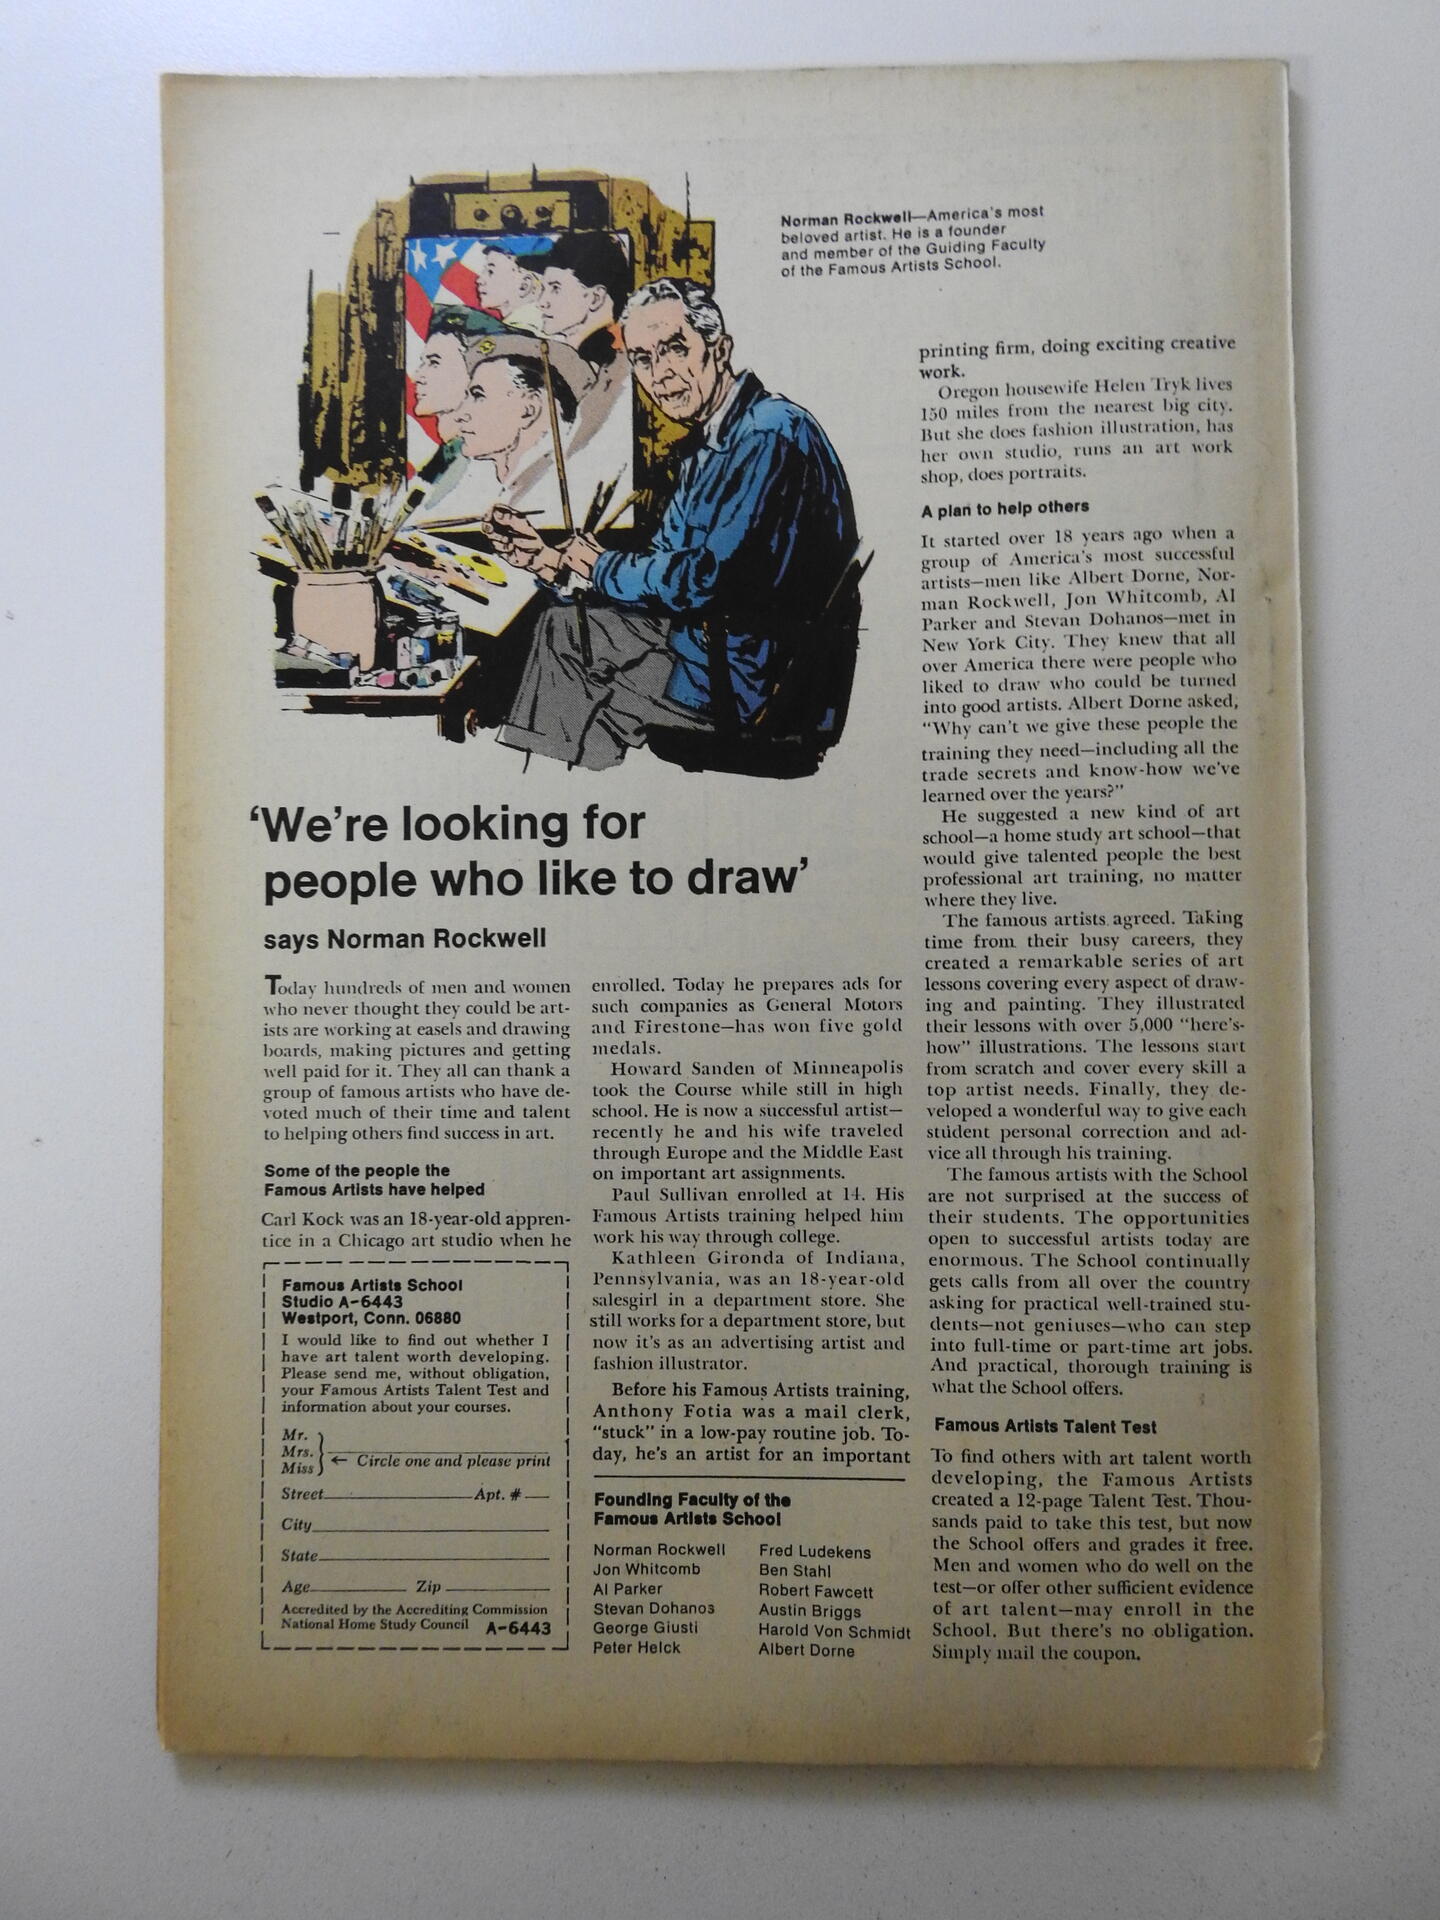 Norman Rockwell—America's most
beloved artist. He is a founder
and member of the Guiding Faculty
of the Famous Artists School.
'We're looking for
people who like to draw'
says Norman Rockwell
Today hundreds of men and women
who never thought they could be art-
ists are working at easels and drawing
boards, making pictures and getting
well paid for it. They all can thank a
group of famous artists who have de-
voted much of their time and talent
to helping others find success in art.
Some of the people the
Famous Artists have helped
Carl Kock was an 18-year-old appren-
tice in a Chicago art studio when he
Famous Artists School
Studio A-6443
Westport, Conn. 06880
I would like to find out whether I
have art talent worth developing.
Please send me, without obligation,
your Famous Artists Talent Test and
information about your courses.
Mr.
Mrs.
Miss
← Circle one and please print
Street Apt. #
City
State
Age Zip
Accredited by the Accrediting Commission
National Home Study Council A-6443
enrolled. Today he prepares ads for
such companies as General Motors
and Firestone—has won five gold
medals.
Howard Sanden of Minneapolis
took the Course while still in high
school. He is now a successful artist—
recently he and his wife traveled
through Europe and the Middle East
on important art assignments.
Paul Sullivan enrolled at 14. His
Famous Artists training helped him
work his way through college.
Kathleen Gironda of Indiana,
Pennsylvania, was an 18-year-old
salesgirl in a department store. She
still works for a department store, but
now it's as an advertising artist and
fashion illustrator.
Before his Famous Artists training,
Anthony Fotia was a mail clerk,
"stuck" in a low-pay routine job. To-
day, he's an artist for an important
Founding Faculty of the
Famous Artists School
Norman Rockwell
Jon Whitcomb
Al Parker
Stevan Dohanos
George Giusti
Peter Helck
Fred Ludekens
Ben Stahl
Robert Fawcett
Austin Briggs
Harold Von Schmidt
Albert Dorne
printing firm, doing exciting creative
work.
Oregon housewife Helen Tryk lives
150 miles from the nearest big city.
But she does fashion illustration, has
her own studio, runs an art work
shop, does portraits.
A plan to help others
It started over 18 years ago when a
group of America's most successful
artists—men like Albert Dorne, Nor-
man Rockwell, Jon Whitcomb, Al
Parker and Stevan Dohanos—met in
New York City. They knew that all
over America there were people who
liked to draw who could be turned
into good artists. Albert Dorne asked,
"Why can't we give these people the
training they need—including all the
trade secrets and know-how we've
learned over the years?"
He suggested a new kind of art
school—a home study art school—that
would give talented people the best
professional art training, no matter
where they live.
The famous artists agreed. Taking
time from their busy careers, they
created a remarkable series of art
lessons covering every aspect of draw-
ing and painting. They illustrated
their lessons with over 5,000 "here's-
how" illustrations. The lessons start
from scratch and cover every skill a
top artist needs. Finally, they de-
veloped a wonderful way to give each
student personal correction and ad-
vice all through his training.
The famous artists with the School
are not surprised at the success of
their students. The opportunities
open to successful artists today are
enormous. The School continually
gets calls from all over the country
asking for practical well-trained stu-
dents—not geniuses—who can step
into full-time or part-time art jobs.
And practical, thorough training is
what the School offers.
Famous Artists Talent Test
To find others with art talent worth
developing, the Famous Artists
created a 12-page Talent Test. Thou-
sands paid to take this test, but now
the School offers and grades it free.
Men and women who do well on the
test—or offer other sufficient evidence
of art talent—may enroll in the
School. But there's no obligation.
Simply mail the coupon.